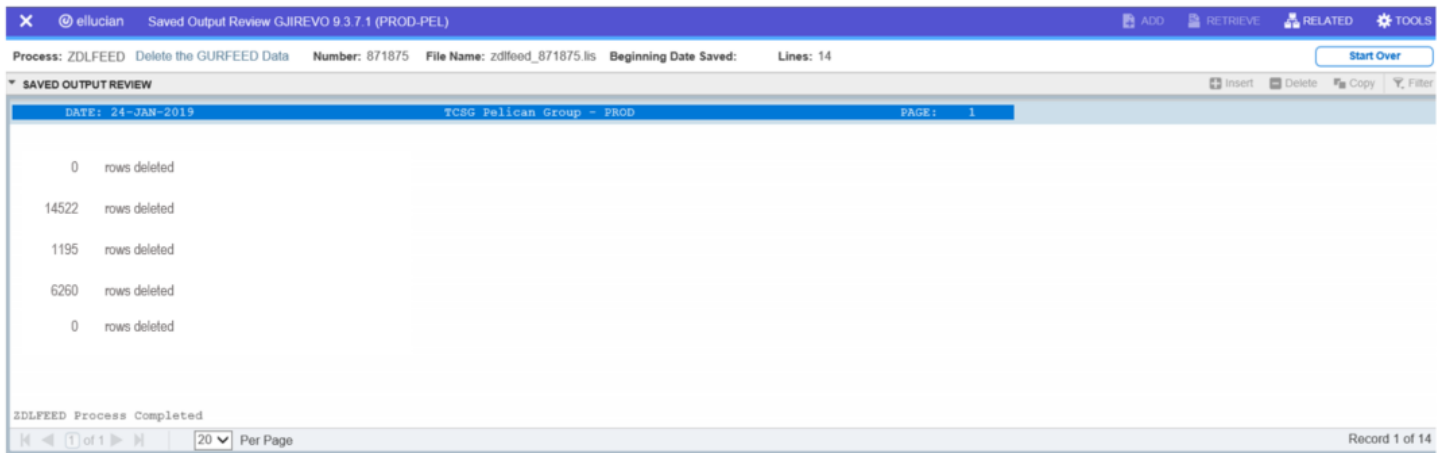 ellucian Saved Output Review GJIREVO 9.3.7.1 (PROD-PEL) ADD RETRIEVE RELATED TOOLS
Process: ZDLFEED Delete the GURFEED Data Number: 871875 File Name: zdlfeed_871875.lis Beginning Date Saved: Lines: 14 Start Over
SAVED OUTPUT REVIEW Insert Delete Copy Filter
DATE: 24-JAN-2019 TCSG Pelican Group - PROD PAGE: 1
0 rows deleted
14522 rows deleted
1195 rows deleted
6260 rows deleted
0 rows deleted
ZDLFEED Process Completed
1 of 1 20 Per Page Record 1 of 14